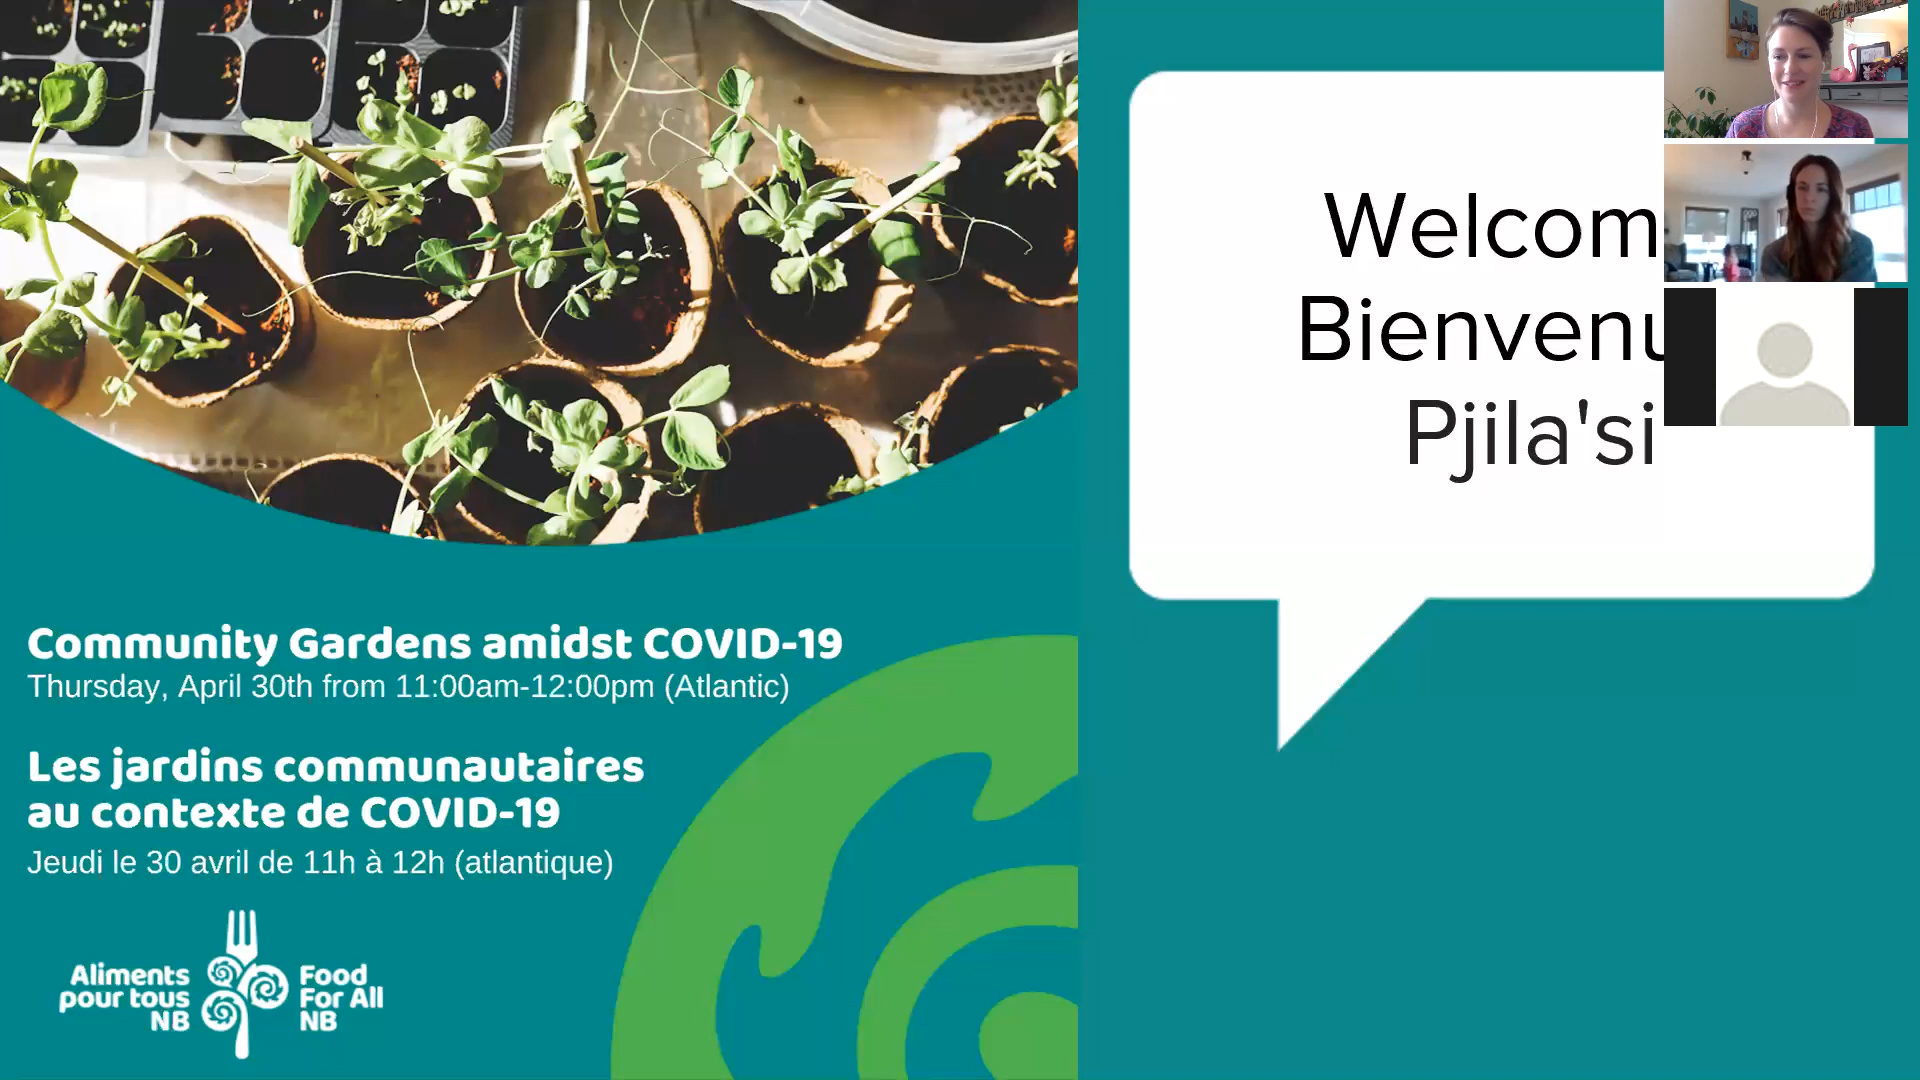 Welcom
Bienvenu
Pjila'si
Community Gardens amidst COVID-19
Thursday, April 30th from 11:00am-12:00pm (Atlantic)
Les jardins communautaires
au contexte de COVID-19
Jeudi le 30 avril de 11h à 12h (atlantique)
Aliments
pour tous
NB
Food
For All
NB